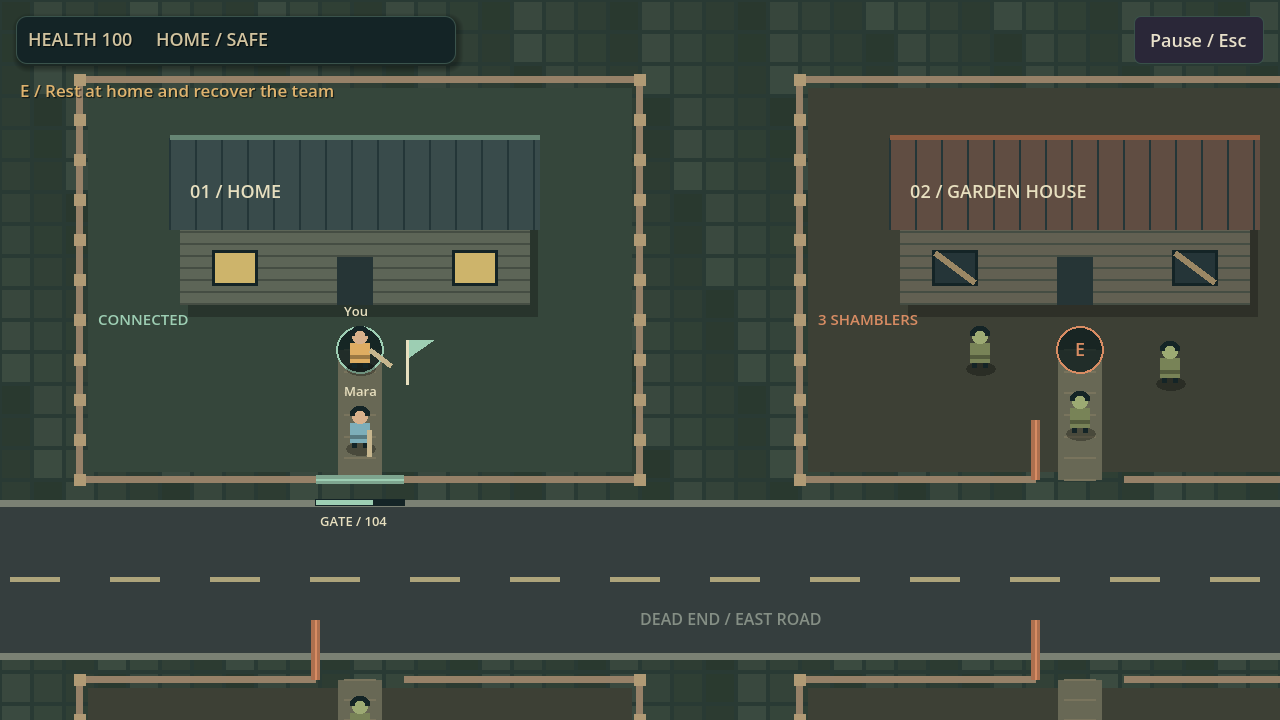 HEALTH 100 HOME / SAFE
Pause / Esc
E / Rest at home and recover the team
01 / HOME
02 / GARDEN HOUSE
CONNECTED
You
3 SHAMBLERS
E
Mara
GATE / 104
DEAD END / EAST ROAD